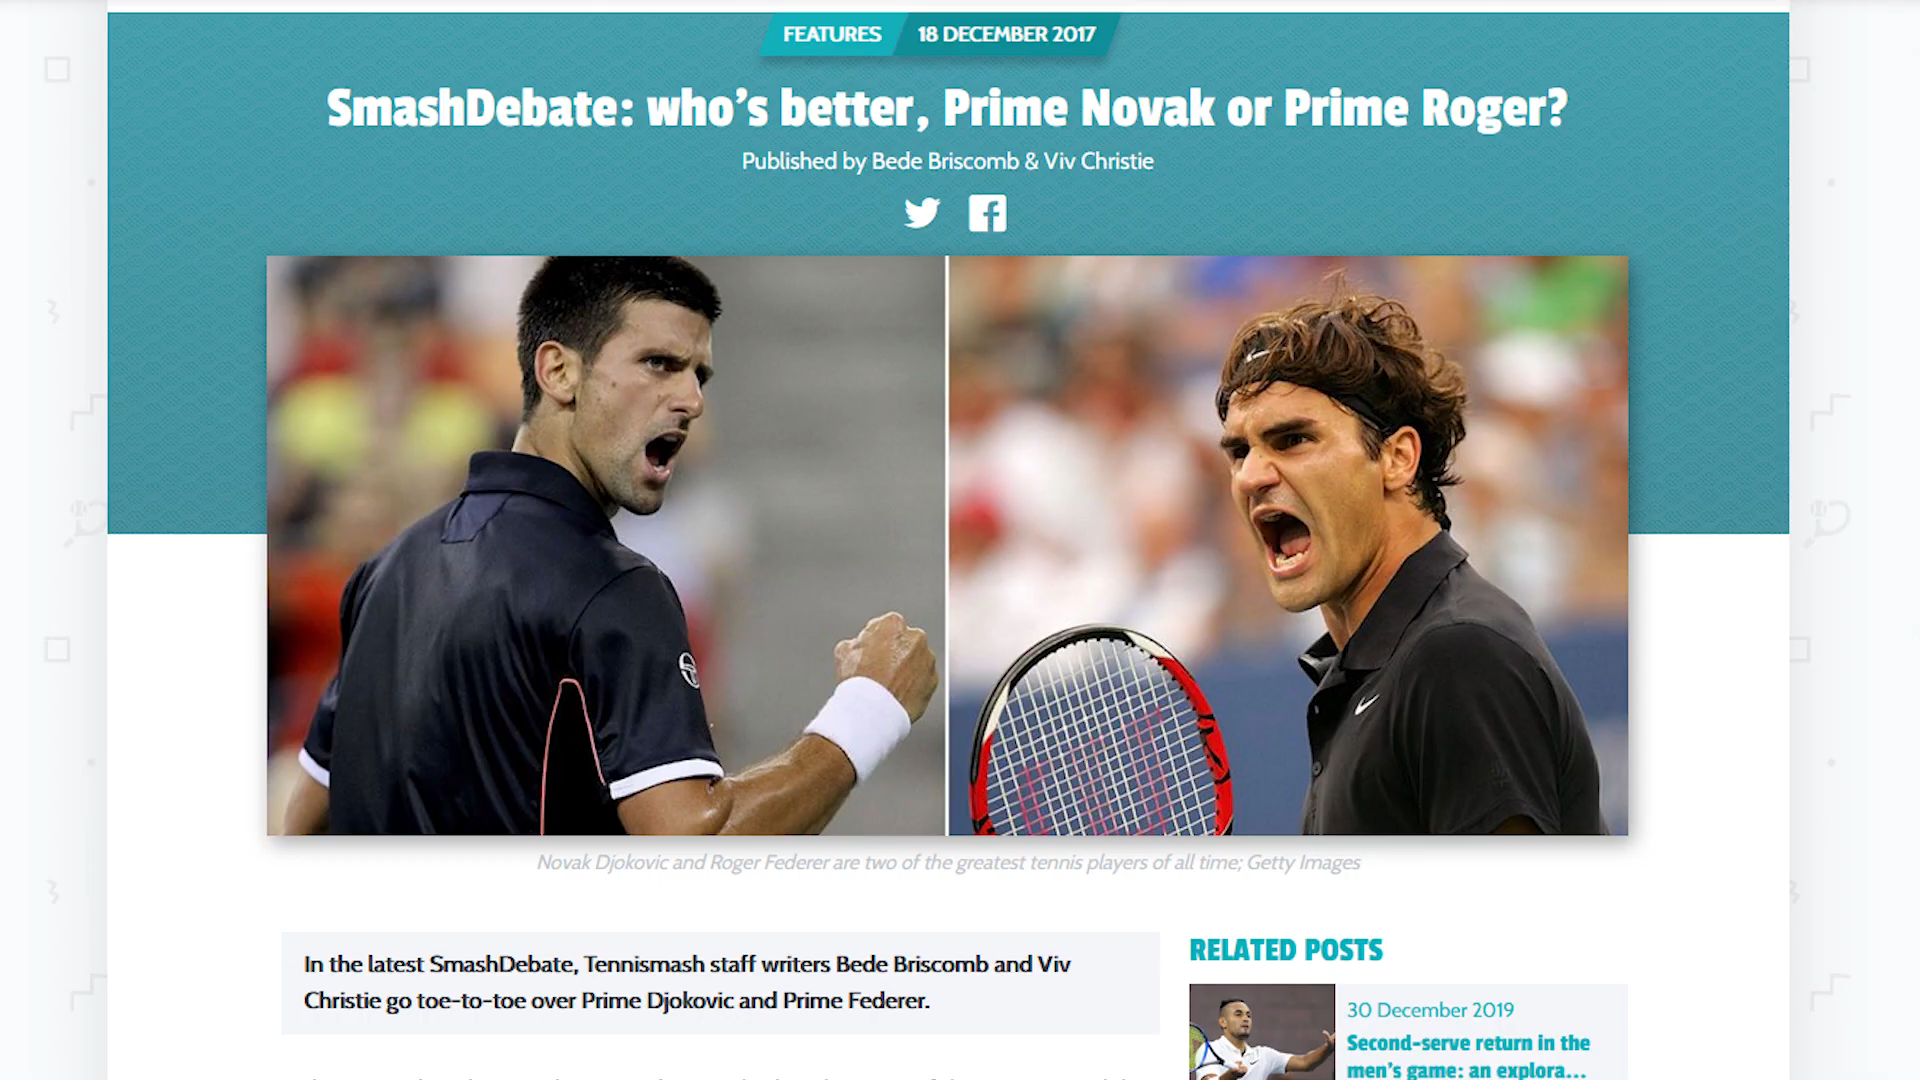 FEATURES 18 DECEMBER 2017
SmashDebate: who's better, Prime Novak or Prime Roger?
Published by Bede Briscomb & Viv Christie
Novak Djokovic and Roger Federer are two of the greatest tennis players of all time; Getty Images
In the latest SmashDebate, Tennismash staff writers Bede Briscomb and Viv
Christie go toe-to-toe over Prime Djokovic and Prime Federer.
RELATED POSTS
30 December 2019
Second-serve return in the
men's game: an explora...